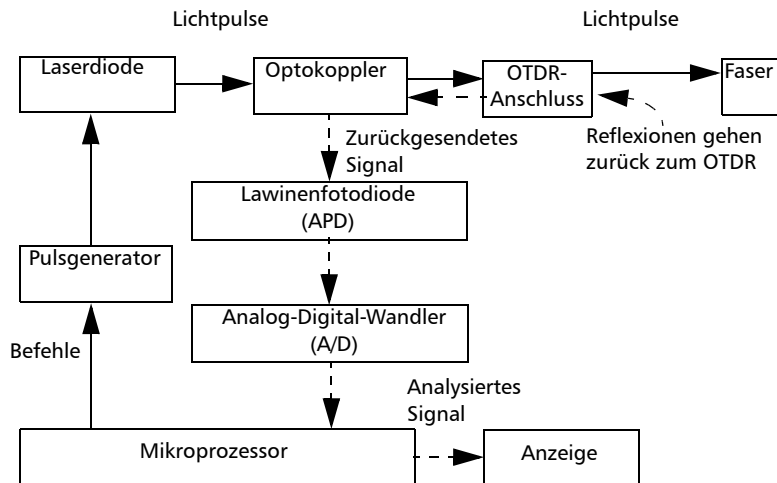 Lichtpulse
Lichtpulse
Laserdiode
Optokoppler
OTDR-
Anschluss
Faser
Zurückgesendetes
Signal
Reflexionen gehen
zurück zum OTDR
Lawinenfotodiode
(APD)
Pulsgenerator
Analog-Digital-Wandler
(A/D)
Befehle
Analysiertes
Signal
Mikroprozessor
Anzeige